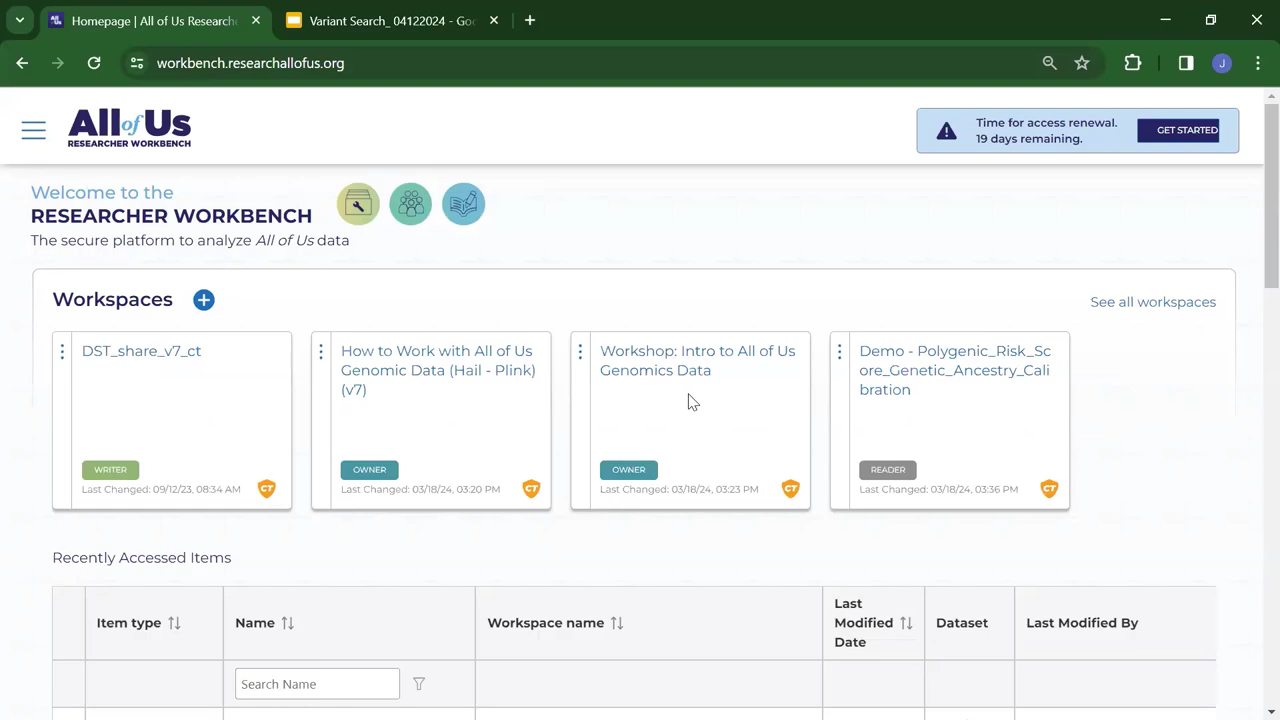 Homepage | All of Us Researche
Variant Search_ 04122024 - Goo
workbench.researchallofus.org
J
All of Us
RESEARCHER WORKBENCH
Time for access renewal.
19 days remaining.
GET STARTED
Welcome to the
RESEARCHER WORKBENCH
The secure platform to analyze All of Us data
Workspaces
See all workspaces
DST_share_v7_ct
WRITER
Last Changed: 09/12/23, 08:34 AM
CT
How to Work with All of Us
Genomic Data (Hail - Plink)
(v7)
OWNER
Last Changed: 03/18/24, 03:20 PM
CT
Workshop: Intro to All of Us
Genomics Data
OWNER
Last Changed: 03/18/24, 03:23 PM
CT
Demo - Polygenic_Risk_Sc
ore_Genetic_Ancestry_Cali
bration
READER
Last Changed: 03/18/24, 03:36 PM
CT
Recently Accessed Items
Item type
Name
Workspace name
Last
Modified
Date
Dataset
Last Modified By
Search Name